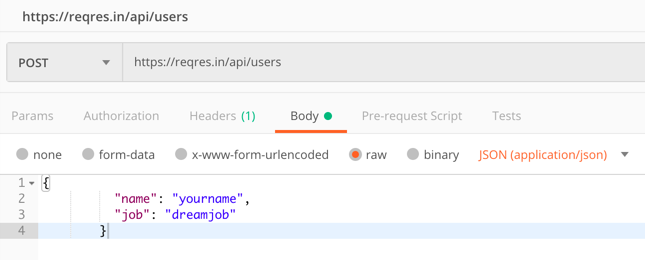 https://reqres.in/api/users
POST https://reqres.in/api/users
Params Authorization Headers (1) Body Pre-request Script Tests
none form-data x-www-form-urlencoded raw binary JSON (application/json)
1 {
2 "name": "yourname",
3 "job": "dreamjob"
4 }